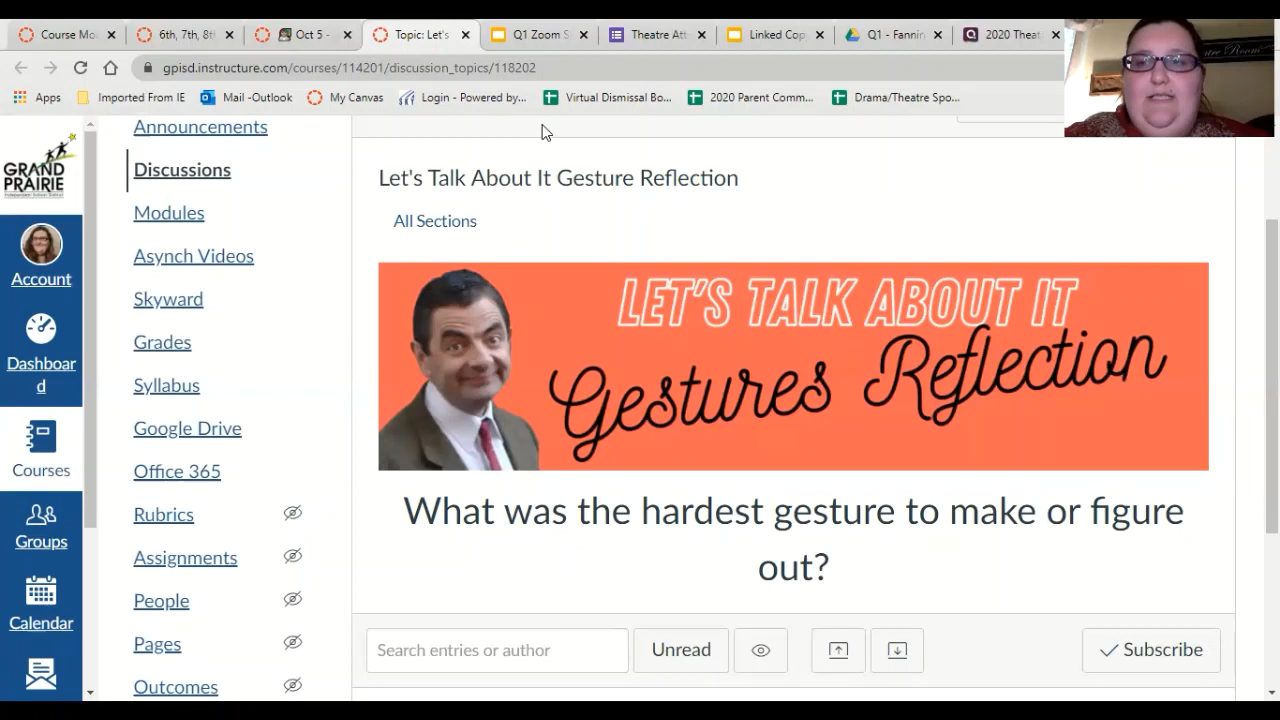 Course Mo
6th, 7th, 8t
Oct 5 -
Topic: Let's
Q1 Zoom S
Theatre Att
Linked Cop
Q1 - Fannin
2020 Theat
gpisd.instructure.com/courses/114201/discussion_topics/118202
Apps
Imported From IE
Mail -Outlook
My Canvas
Login - Powered by...
Virtual Dismissal Bo...
2020 Parent Comm...
Drama/Theatre Spo...
GRAND
PRAIRIE
Account
Dashboar
d
Courses
Groups
Calendar
Announcements
Discussions
Modules
Asynch Videos
Skyward
Grades
Syllabus
Google Drive
Office 365
Rubrics
Assignments
People
Pages
Outcomes
Let's Talk About It Gesture Reflection
All Sections
LET'S TALK ABOUT IT
Gestures Reflection
What was the hardest gesture to make or figure
out?
Search entries or author
Unread
Subscribe